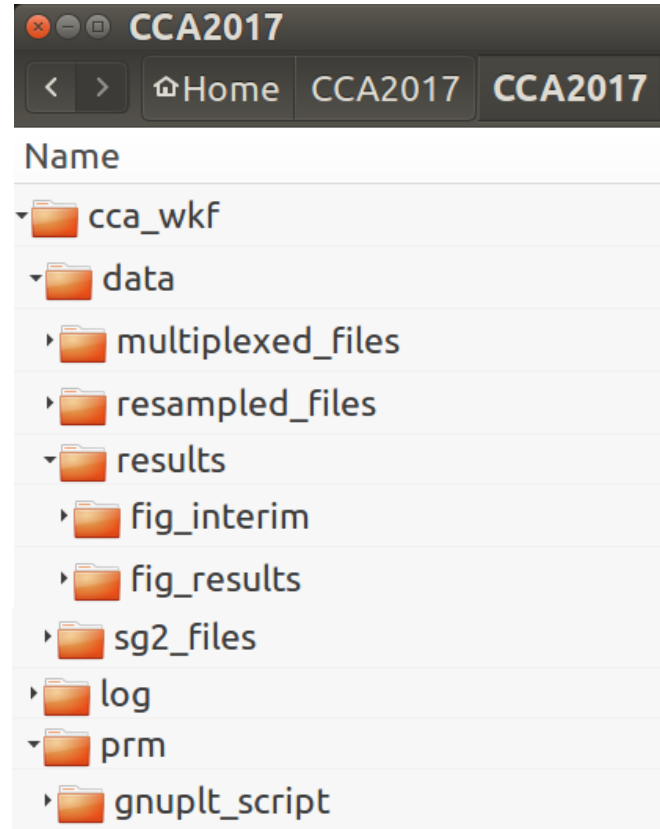 CCA2017
Home CCA2017 CCA2017
Name
cca_wkf
data
multiplexed_files
resampled_files
results
fig_interim
fig_results
sg2_files
log
prm
gnuplt_script